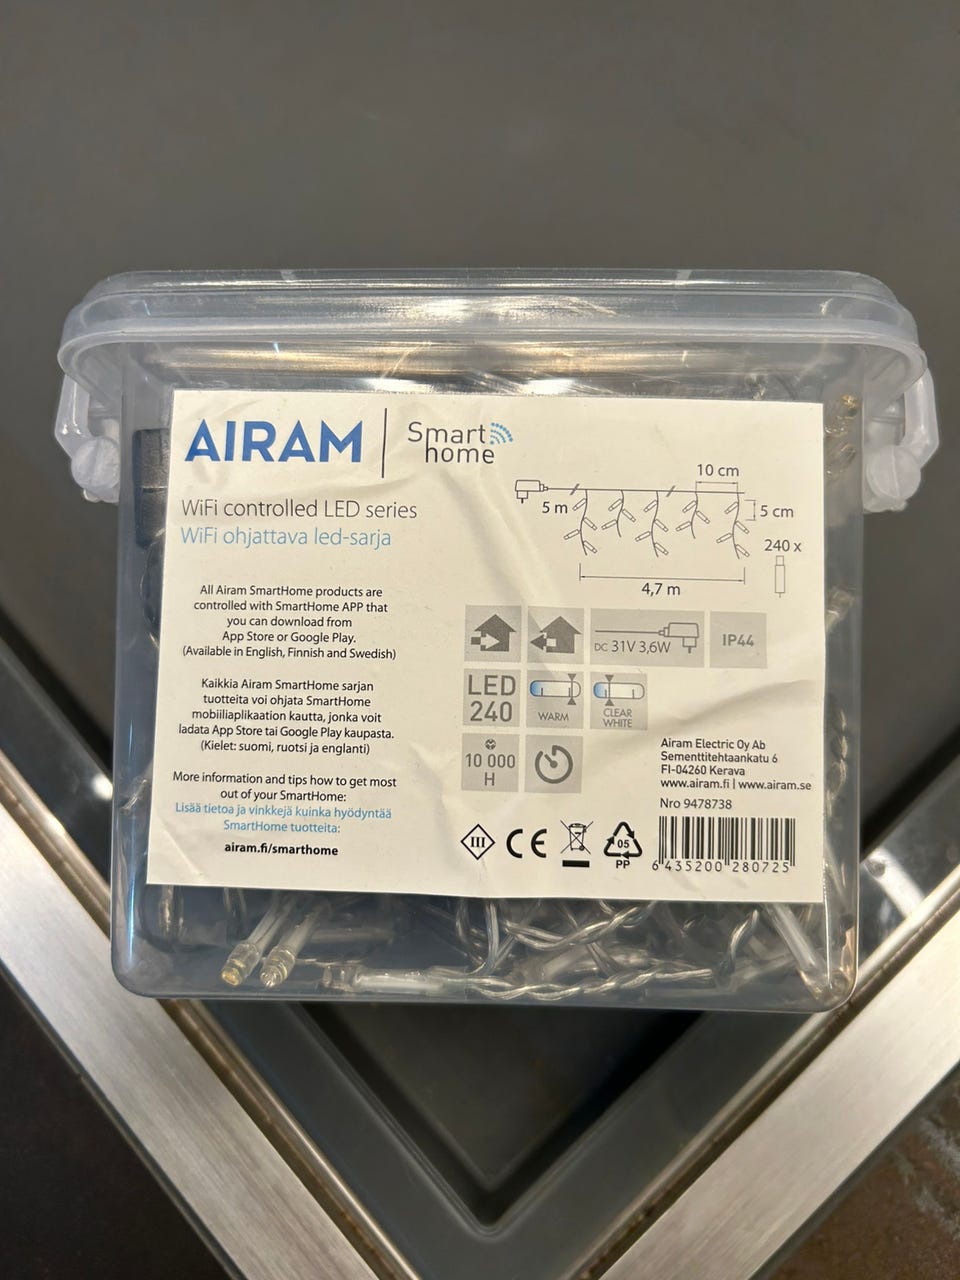 AIRAM
Smart
home
WiFi controlled LED series
WiFi ohjattava led-sarja
All Airam SmartHome products are
controlled with SmartHome APP that
you can download from
App Store or Google Play.
(Available in English, Finnish and Swedish)
Kaikkia Airam SmartHome sarjan
tuotteita voi ohjata SmartHome
mobiiliaplikaation kautta, jonka voit
ladata App Store tai Google Play kaupasta.
(Kielet: suomi, ruotsi ja englanti)
More information and tips how to get most
out of your SmartHome:
Lisää tietoa ja vinkkejä kuinka hyödyntää
SmartHome tuotteita:
airam.fi/smarthome
10 cm
5 m
5 cm
240 x
4,7 m
DC 31V 3,6W
IP44
LED
240
WARM
CLEAR
WHITE
10 000
H
Airam Electric Oy Ab
Sementtitehtaankatu 6
FI-04260 Kerava
www.airam.fi | www.airam.se
Nro 9478738
III
CE
05
PP
6 435200 280725